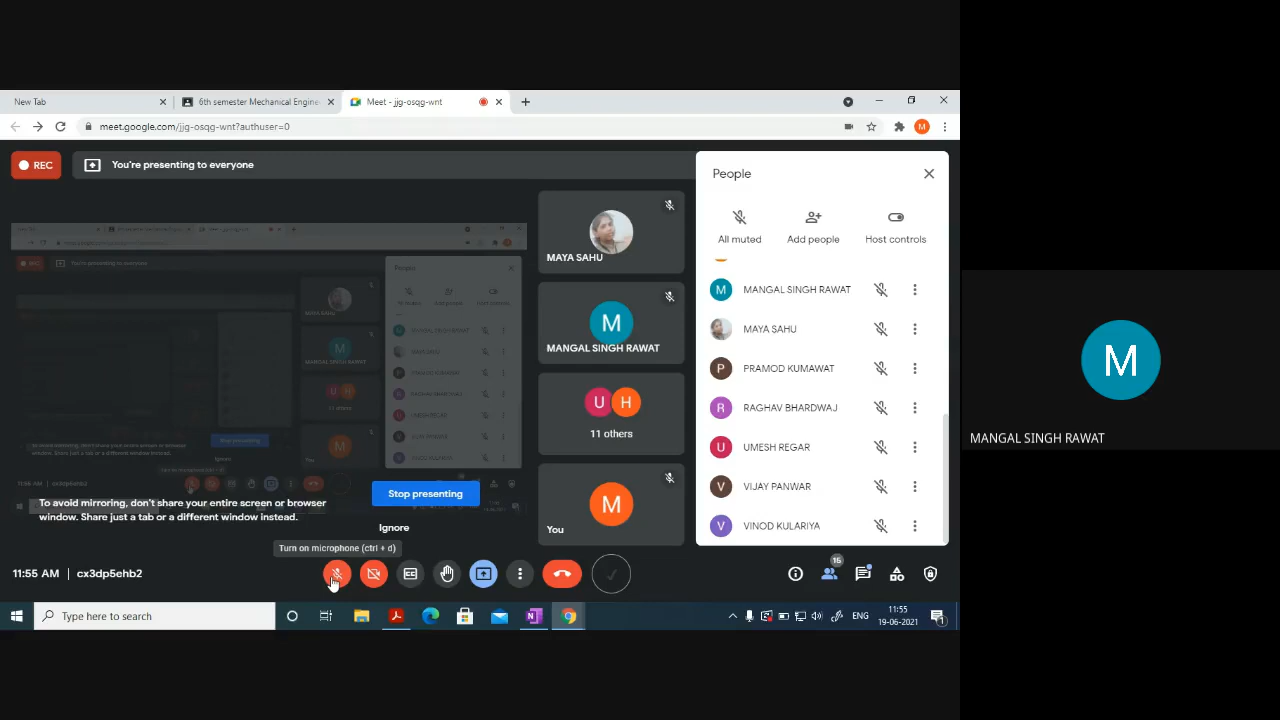 New Tab
6th semester Mechanical Engine
Meet - jjg-osqg-wnt
meet.google.com/jjg-osqg-wnt?authuser=0
M
REC
You're presenting to everyone
People
All muted
Add people
Host controls
MAYA SAHU
M
MANGAL SINGH RAWAT
U H
11 others
M
You
M MANGAL SINGH RAWAT
MAYA SAHU
P PRAMOD KUMAWAT
R RAGHAV BHARDWAJ
U UMESH REGAR
V VIJAY PANWAR
V VINOD KULARIYA
To avoid mirroring, don't share your entire screen or browser
window. Share just a tab or a different window instead.
Stop presenting
Ignore
Turn on microphone (ctrl + d)
11:55 AM | cx3dp5ehb2
CC
15
Type here to search
ENG
11:55
19-06-2021
1
M
MANGAL SINGH RAWAT